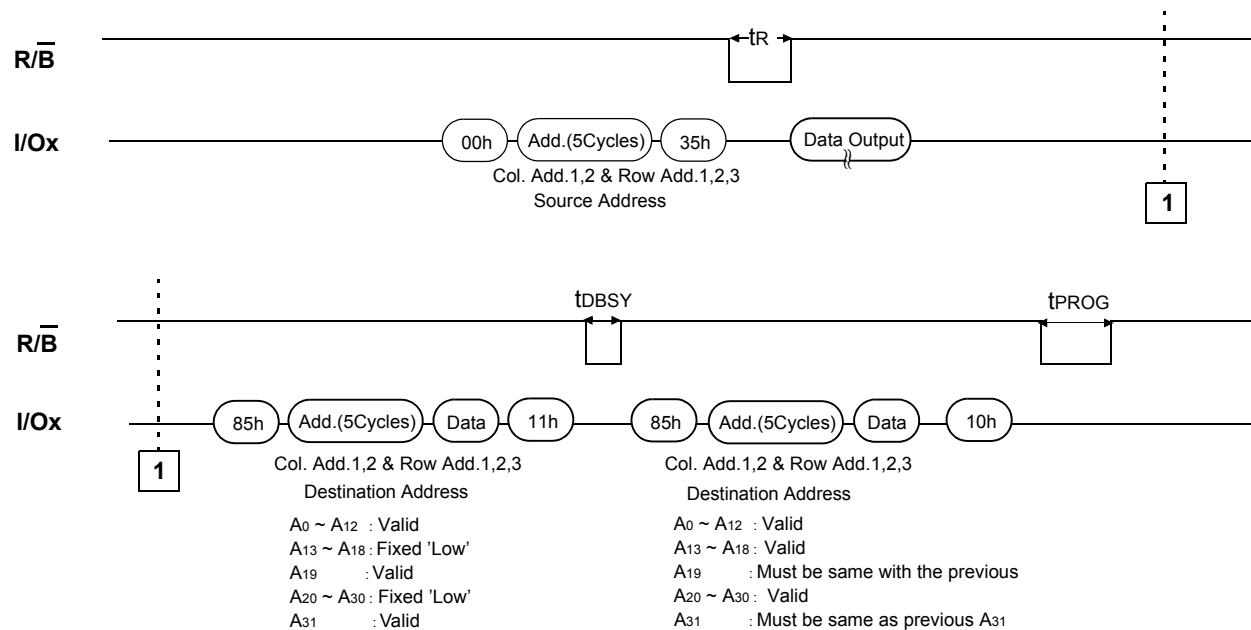 R/B
tR
I/Ox
00h Add.(5Cycles) 35h Data Output
Col. Add.1,2 & Row Add.1,2,3
Source Address
1
R/B
tDBSY
tPROG
I/Ox
85h Add.(5Cycles) Data 11h 85h Add.(5Cycles) Data 10h
1
Col. Add.1,2 & Row Add.1,2,3
Destination Address
A0 ~ A12 : Valid
A13 ~ A18 : Fixed 'Low'
A19 : Valid
A20 ~ A30 : Fixed 'Low'
A31 : Valid
Col. Add.1,2 & Row Add.1,2,3
Destination Address
A0 ~ A12 : Valid
A13 ~ A18 : Valid
A19 : Must be same with the previous
A20 ~ A30 : Valid
A31 : Must be same as previous A31